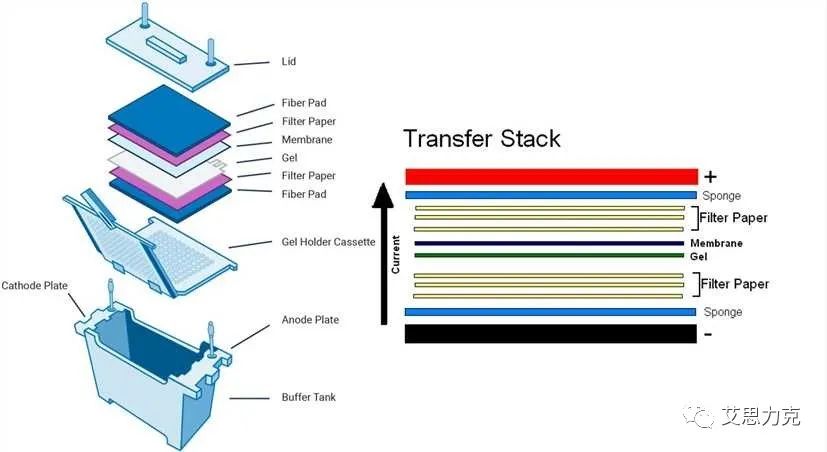 Lid
Fiber Pad
Filter Paper
Membrane
Gel
Filter Paper
Fiber Pad
Gel Holder Cassette
Cathode Plate
Anode Plate
Buffer Tank
Transfer Stack
+
Sponge
Filter Paper
Membrane
Gel
Current
Filter Paper
Sponge
-
艾思力克